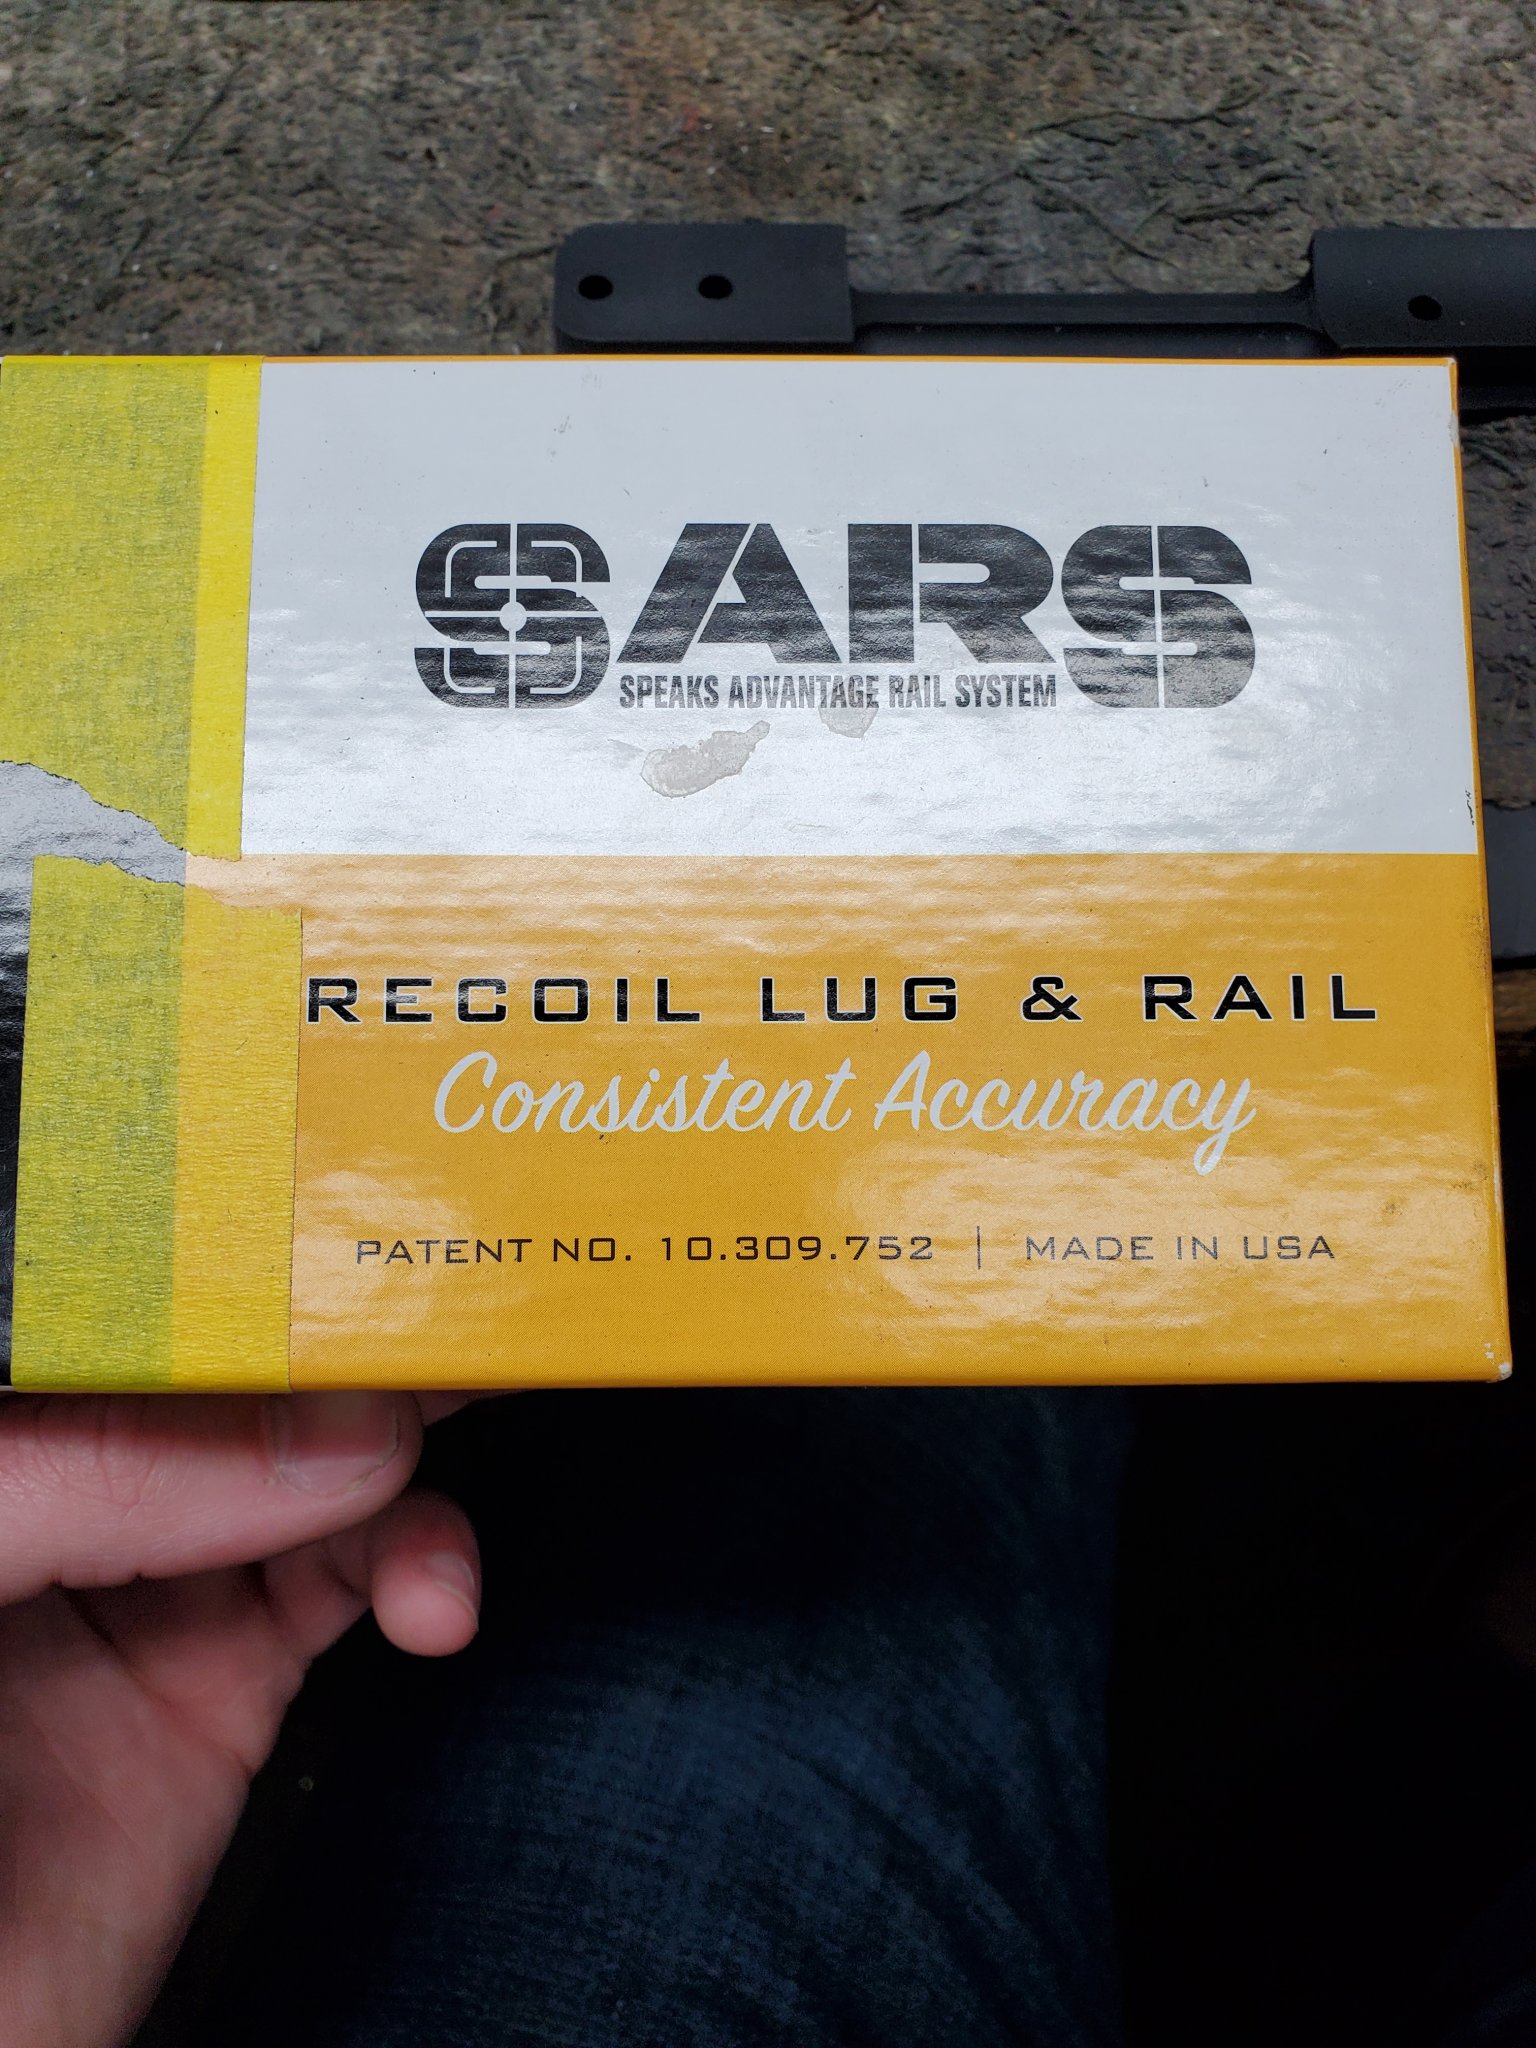 SARS
SPEAKS ADVANTAGE RAIL SYSTEM
RECOIL LUG & RAIL
Consistent Accuracy
PATENT NO. 10.309.752 | MADE IN USA